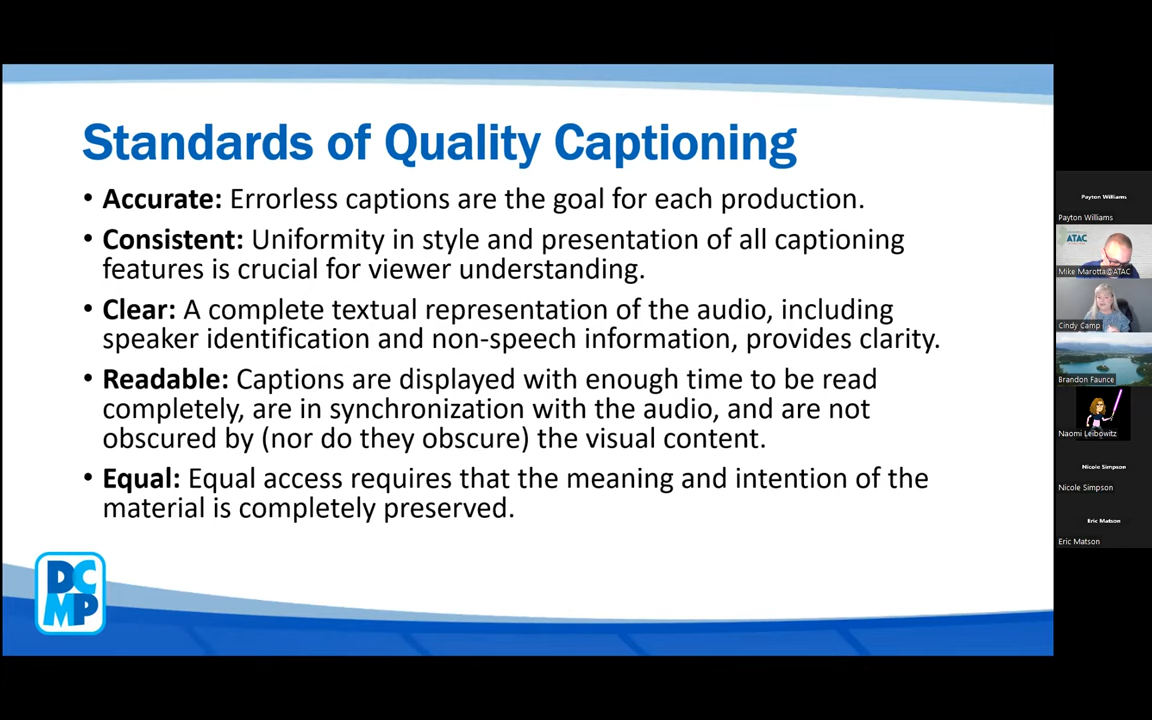 Standards of Quality Captioning
• Accurate: Errorless captions are the goal for each production.
• Consistent: Uniformity in style and presentation of all captioning
features is crucial for viewer understanding.
• Clear: A complete textual representation of the audio, including
speaker identification and non-speech information, provides clarity.
• Readable: Captions are displayed with enough time to be read
completely, are in synchronization with the audio, and are not
obscured by (nor do they obscure) the visual content.
• Equal: Equal access requires that the meaning and intention of the
material is completely preserved.
DC
MP
Payton Williams
Payton Williams
ATAC
Mike Marotta@ATAC
Cindy Camp
Brandon Faunce
Naomi Leibowitz
Nicole Simpson
Nicole Simpson
Eric Matson
Eric Matson